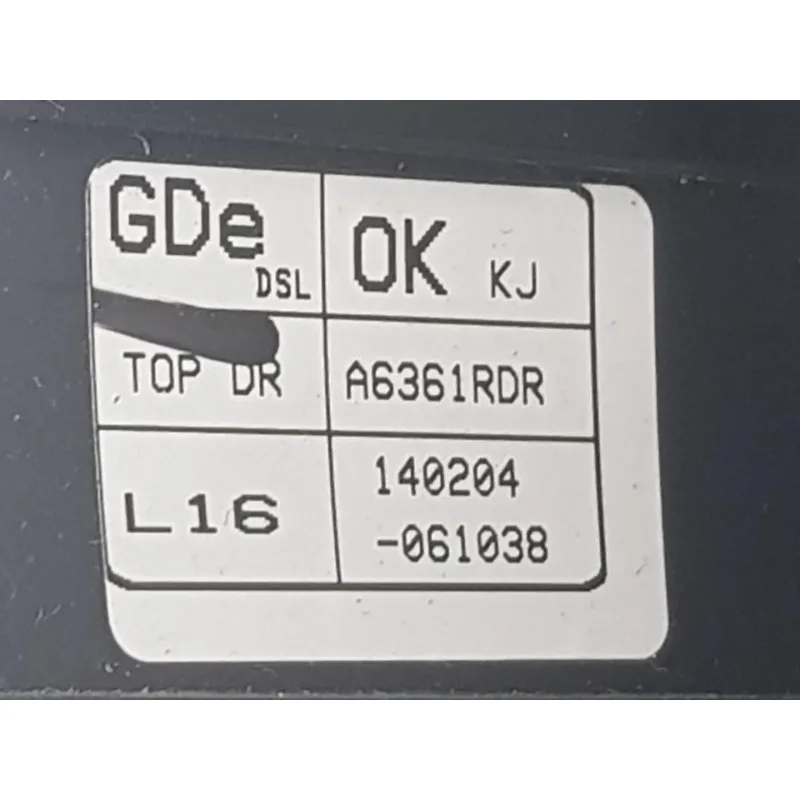 GDe DSL
OK KJ
TOP DR
A6361RDR
L16
140204
-061038